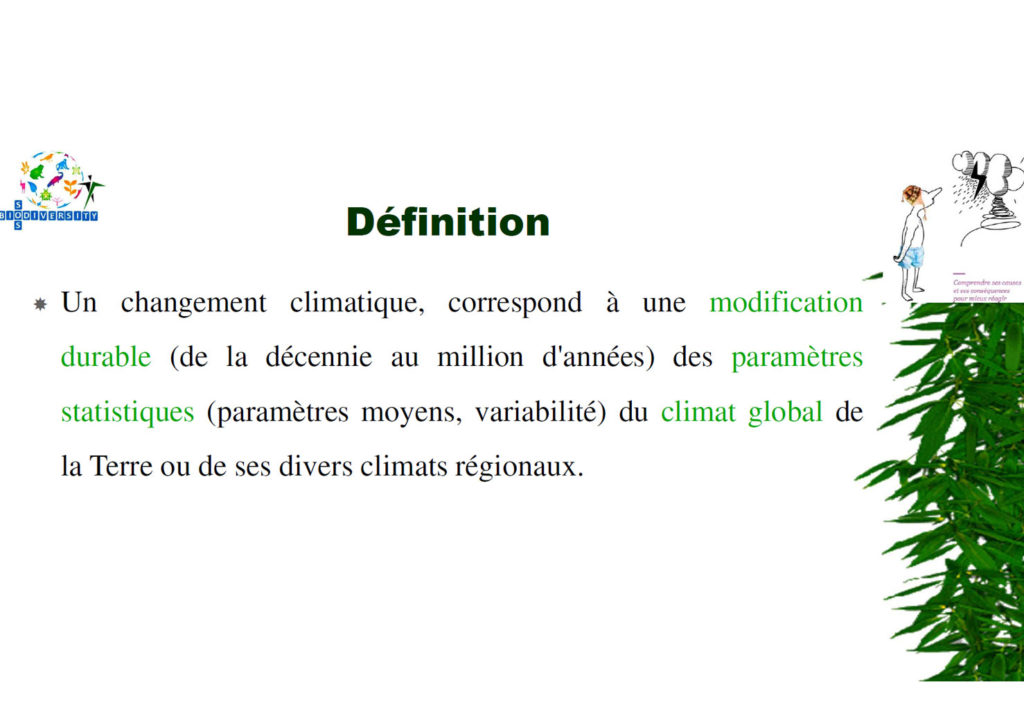 SOS
BIODIVERSITY
Définition
Un changement climatique, correspond à une modification
durable (de la décennie au million d'années) des paramètres
statistiques (paramètres moyens, variabilité) du climat global de
la Terre ou de ses divers climats régionaux.
Comprendre ses causes
et ses conséquences
pour mieux réagir